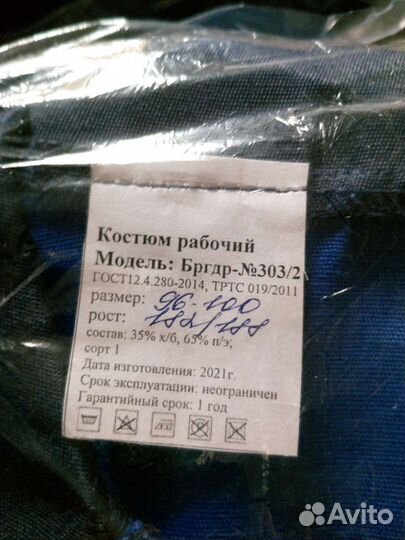 Костюм рабочий
Модель: Бргдр-№303/2
ГОСТ12.4.280-2014, ТРТС 019/2011
размер: 96-100
рост: 182/188
состав: 35% х/б, 65% п/э;
сорт 1
Дата изготовления: 2021г.
Срок эксплуатации: неограничен
Гарантийный срок: 1 год
Avito